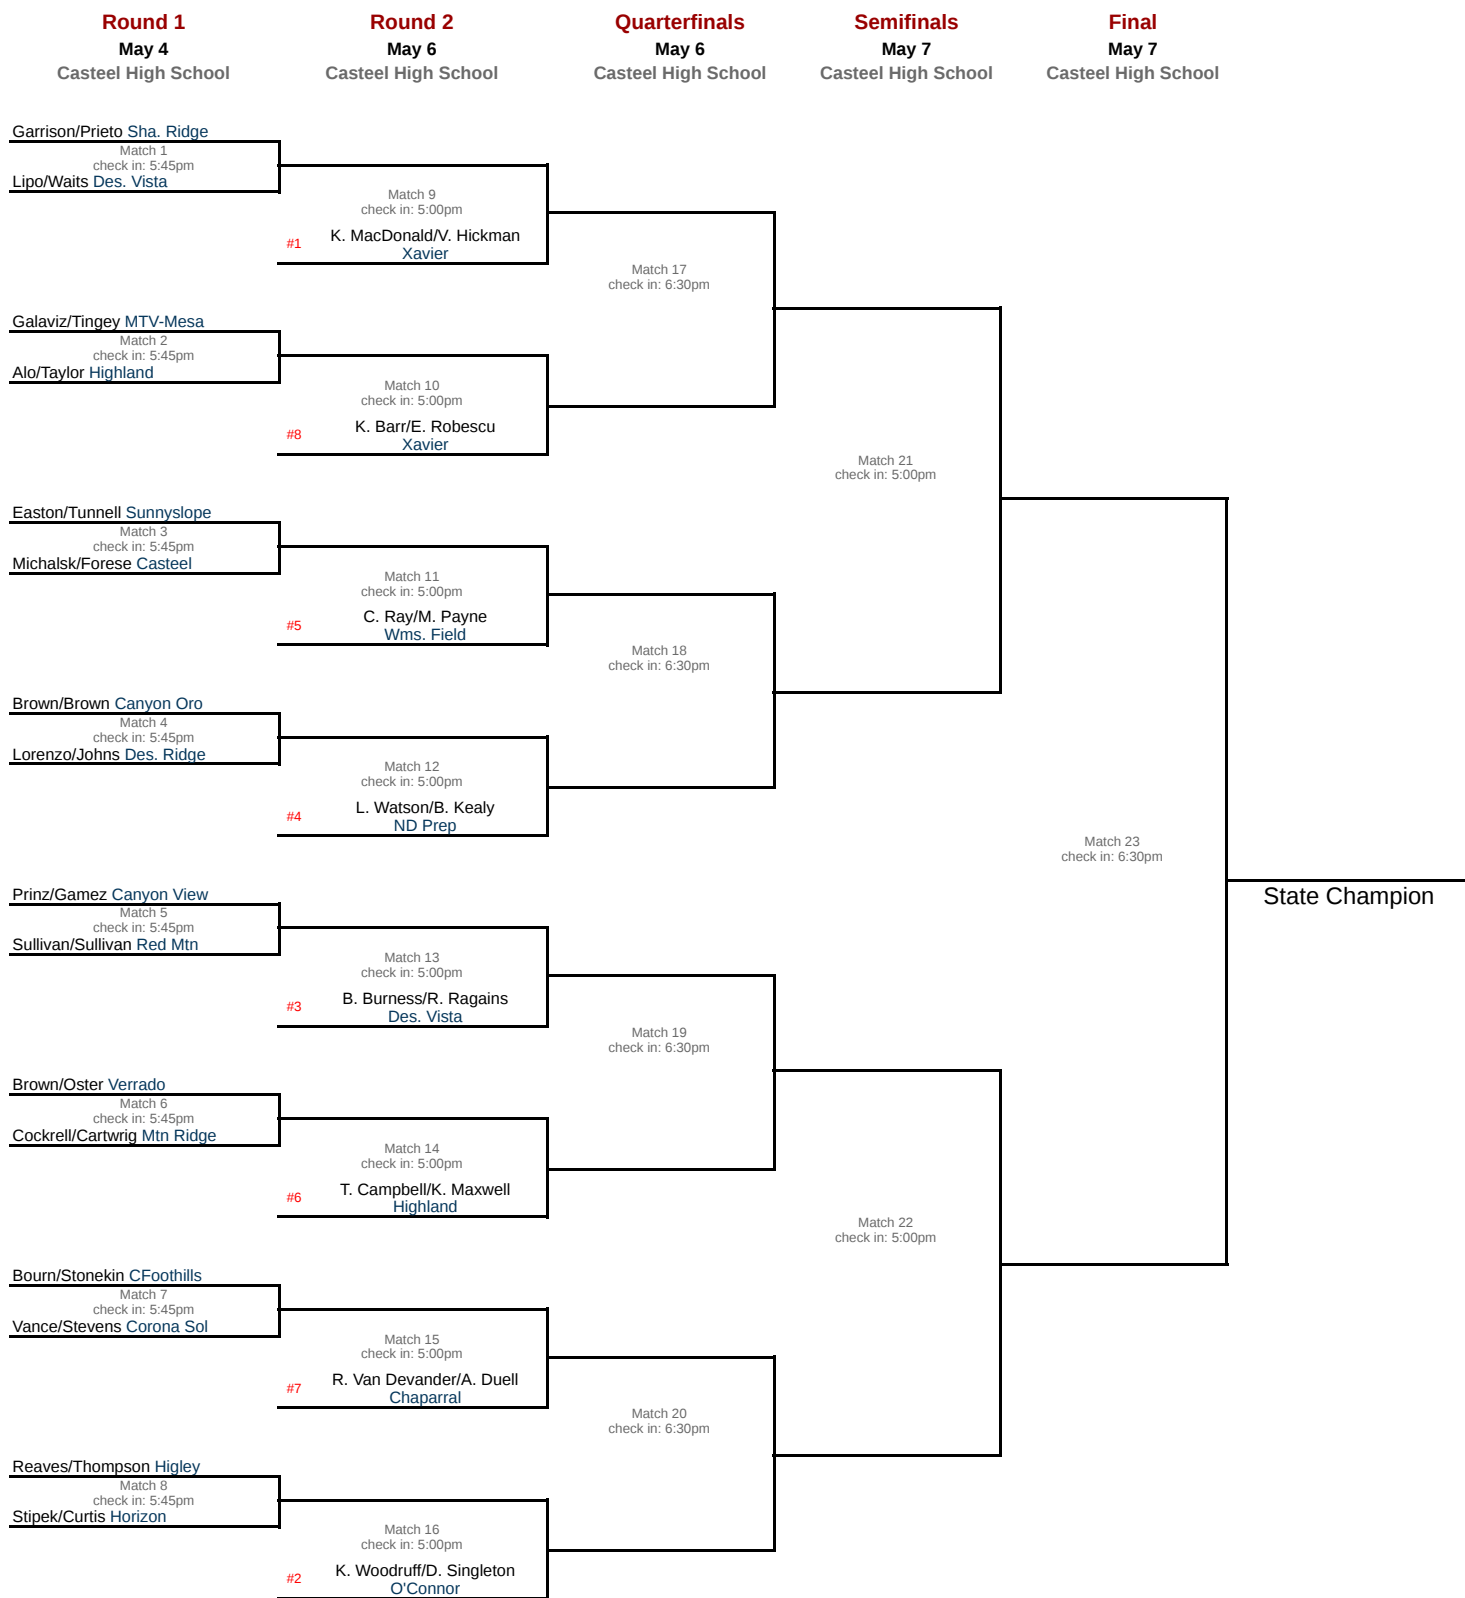 Round 1
May 4
Casteel High School
Round 2
May 6
Casteel High School
Quarterfinals
May 6
Casteel High School
Semifinals
May 7
Casteel High School
Final
May 7
Casteel High School
Garrison/Prieto Sha. Ridge
Match 1
check in: 5:45pm
Lipo/Waits Des. Vista
Galaviz/Tingey MTV-Mesa
Match 2
check in: 5:45pm
Alo/Taylor Highland
Easton/Tunnell Sunnyslope
Match 3
check in: 5:45pm
Michalsk/Forese Casteel
Brown/Brown Canyon Oro
Match 4
check in: 5:45pm
Lorenzo/Johns Des. Ridge
Prinz/Gamez Canyon View
Match 5
check in: 5:45pm
Sullivan/Sullivan Red Mtn
Brown/Oster Verrado
Match 6
check in: 5:45pm
Cockrell/Cartwrig Mtn Ridge
Bourn/Stonekin CFoothills
Match 7
check in: 5:45pm
Vance/Stevens Corona Sol
Reaves/Thompson Higley
Match 8
check in: 5:45pm
Stipek/Curtis Horizon
Match 9
check in: 5:00pm
#1 K. MacDonald/V. Hickman
Xavier
Match 10
check in: 5:00pm
#8 K. Barr/E. Robescu
Xavier
Match 11
check in: 5:00pm
#5 C. Ray/M. Payne
Wms. Field
Match 12
check in: 5:00pm
#4 L. Watson/B. Kealy
ND Prep
Match 13
check in: 5:00pm
#3 B. Burness/R. Ragains
Des. Vista
Match 14
check in: 5:00pm
#6 T. Campbell/K. Maxwell
Highland
Match 15
check in: 5:00pm
#7 R. Van Devander/A. Duell
Chaparral
Match 16
check in: 5:00pm
#2 K. Woodruff/D. Singleton
O'Connor
Match 17
check in: 6:30pm
Match 18
check in: 6:30pm
Match 19
check in: 6:30pm
Match 20
check in: 6:30pm
Match 21
check in: 5:00pm
Match 22
check in: 5:00pm
Match 23
check in: 6:30pm
State Champion